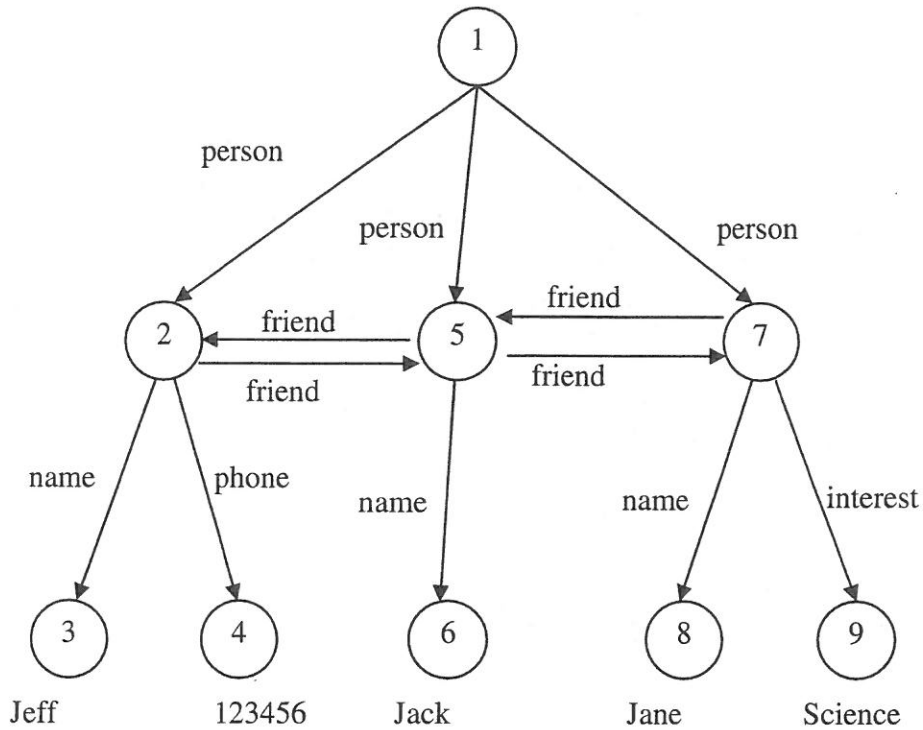 1
person
person
person
friend
friend
2
5
7
friend
friend
name
phone
name
name
interest
3
4
6
8
9
Jeff
123456
Jack
Jane
Science